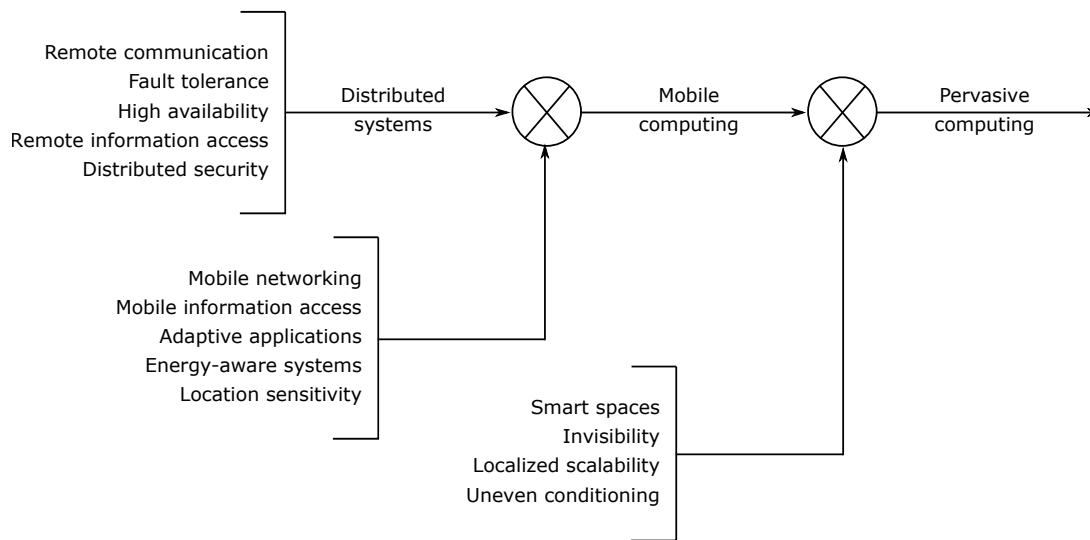 Remote communication
Fault tolerance
High availability
Remote information access
Distributed security
Distributed
systems
Mobile
computing
Pervasive
computing
Mobile networking
Mobile information access
Adaptive applications
Energy-aware systems
Location sensitivity
Smart spaces
Invisibility
Localized scalability
Uneven conditioning